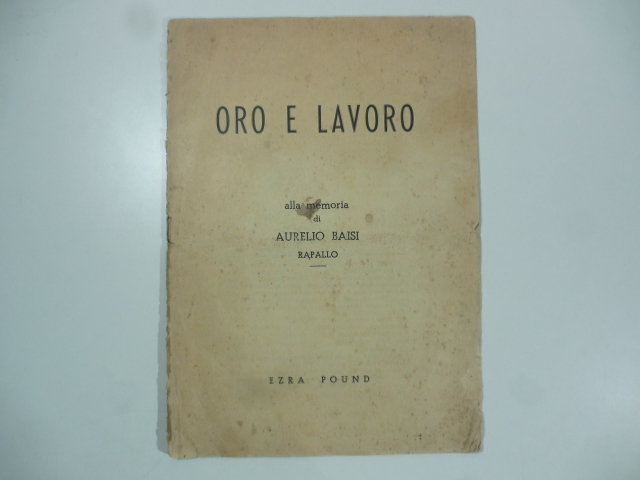 ORO E LAVORO
alla memoria
di
AURELIO BAISI
RAPALLO
EZRA POUND